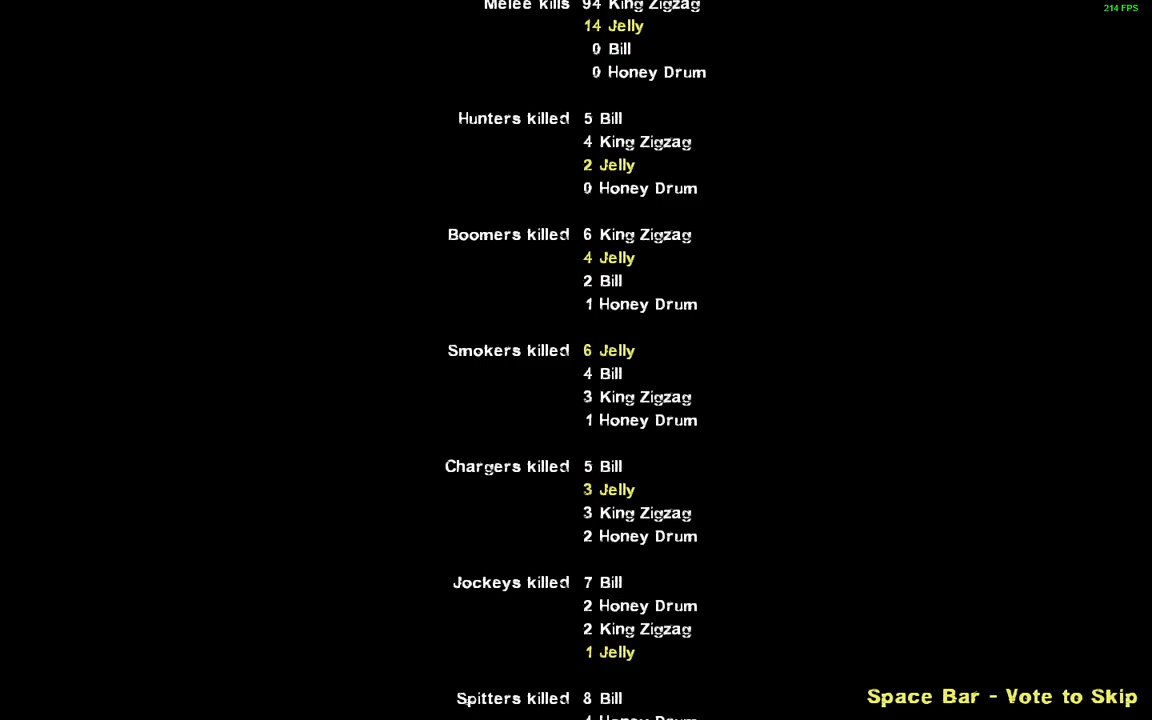 Melee kills 94 King Zigzag
214 FPS
14 Jelly
0 Bill
0 Honey Drum
Hunters killed 5 Bill
4 King Zigzag
2 Jelly
0 Honey Drum
Boomers killed 6 King Zigzag
4 Jelly
2 Bill
1 Honey Drum
Smokers killed 6 Jelly
4 Bill
3 King Zigzag
1 Honey Drum
Chargers killed 5 Bill
3 Jelly
3 King Zigzag
2 Honey Drum
Jockeys killed 7 Bill
2 Honey Drum
2 King Zigzag
1 Jelly
Spitters killed 8 Bill
Space Bar - Vote to Skip
Honey Drum